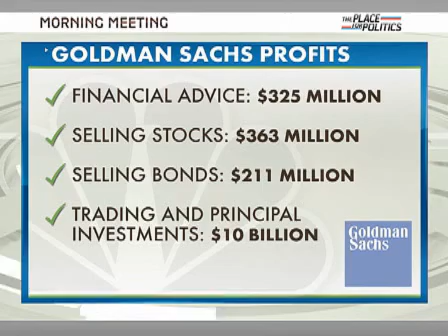 MORNING MEETING
THE PLACE
FOR POLITICS
GOLDMAN SACHS PROFITS
FINANCIAL ADVICE: $325 MILLION
SELLING STOCKS: $363 MILLION
SELLING BONDS: $211 MILLION
TRADING AND PRINCIPAL
INVESTMENTS: $10 BILLION
Goldman
Sachs